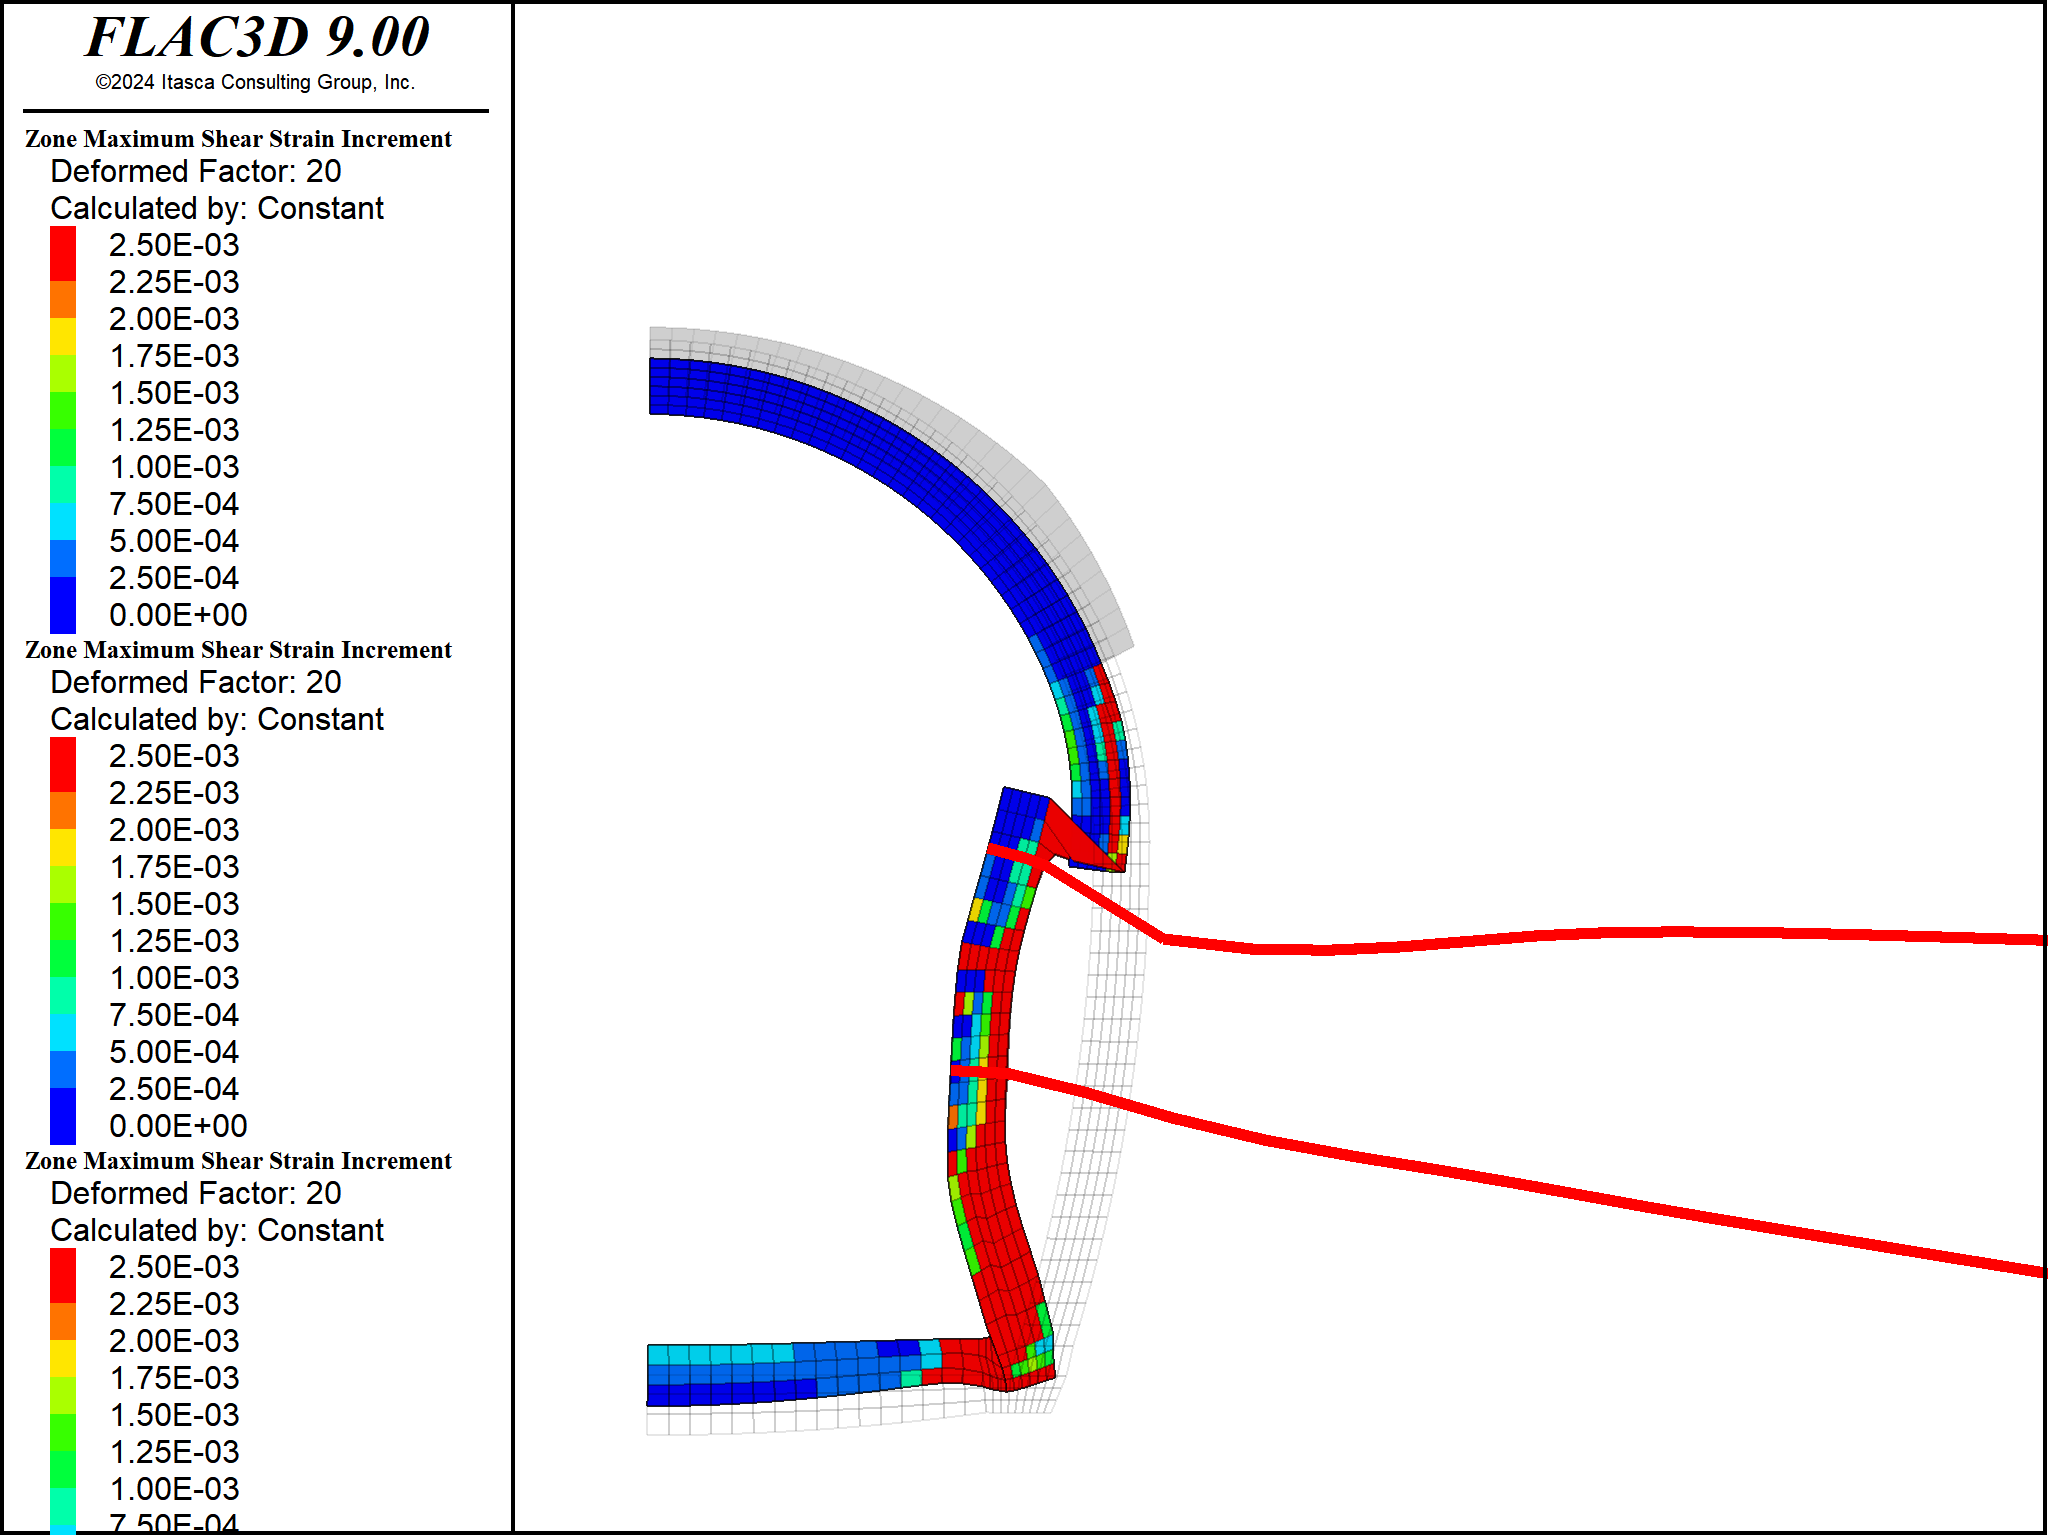 FLAC3D 9.00
©2024 Itasca Consulting Group, Inc.
Zone Maximum Shear Strain Increment
Deformed Factor: 20
Calculated by: Constant
2.50E-03
2.25E-03
2.00E-03
1.75E-03
1.50E-03
1.25E-03
1.00E-03
7.50E-04
5.00E-04
2.50E-04
0.00E+00
Zone Maximum Shear Strain Increment
Deformed Factor: 20
Calculated by: Constant
2.50E-03
2.25E-03
2.00E-03
1.75E-03
1.50E-03
1.25E-03
1.00E-03
7.50E-04
5.00E-04
2.50E-04
0.00E+00
Zone Maximum Shear Strain Increment
Deformed Factor: 20
Calculated by: Constant
2.50E-03
2.25E-03
2.00E-03
1.75E-03
1.50E-03
1.25E-03
1.00E-03
7.50E-04